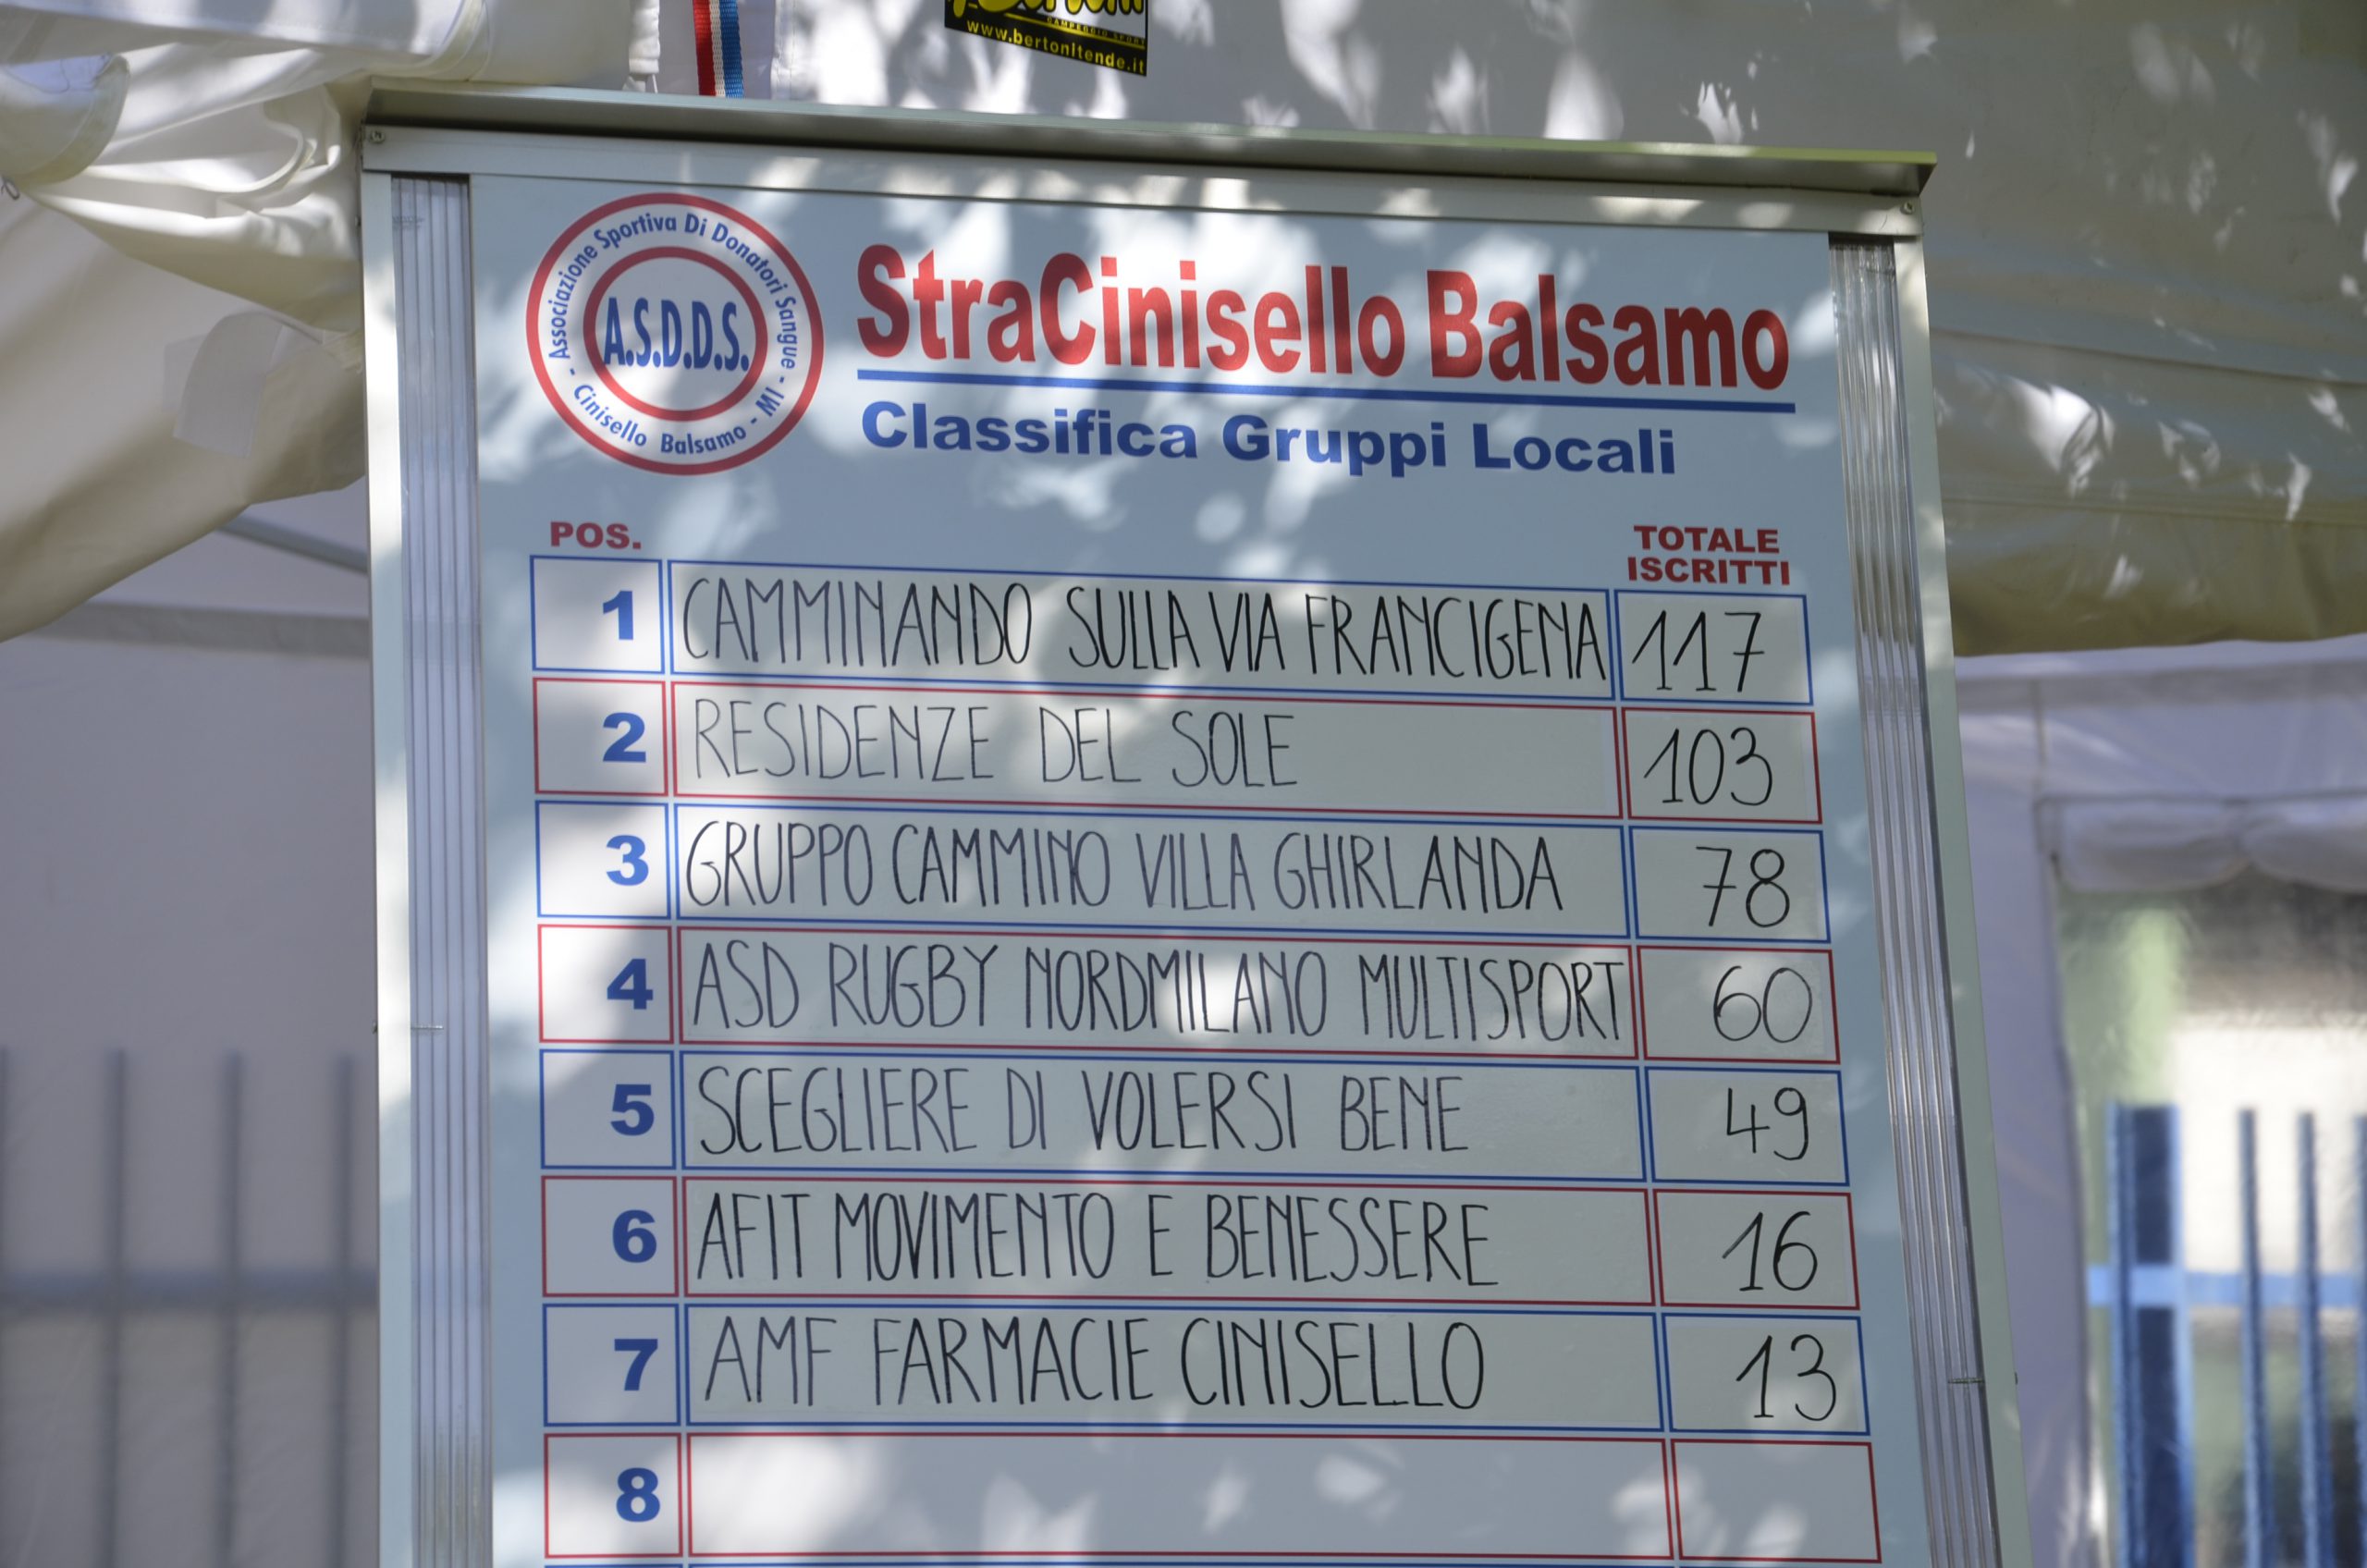 www.bertonitende.it
Associazione Sportiva Di Donatori Sangue - MI - Cinisello Balsamo -
A.S.D.D.S.
StraCinisello Balsamo
Classifica Gruppi Locali
POS. TOTALE
ISCRITTI
1 CAMMINANDO SULLA VIA FRANCIGENA 117
2 RESIDENZE DEL SOLE 103
3 GRUPPO CAMMINO VILLA GHIRLANDA 78
4 ASD RUGBY NORDMILANO MULTISPORT 60
5 SCEGLIERE DI VOLERSI BENE 49
6 AFIT MOVIMENTO E BENESSERE 16
7 AMF FARMACIE CINISELLO 13
8